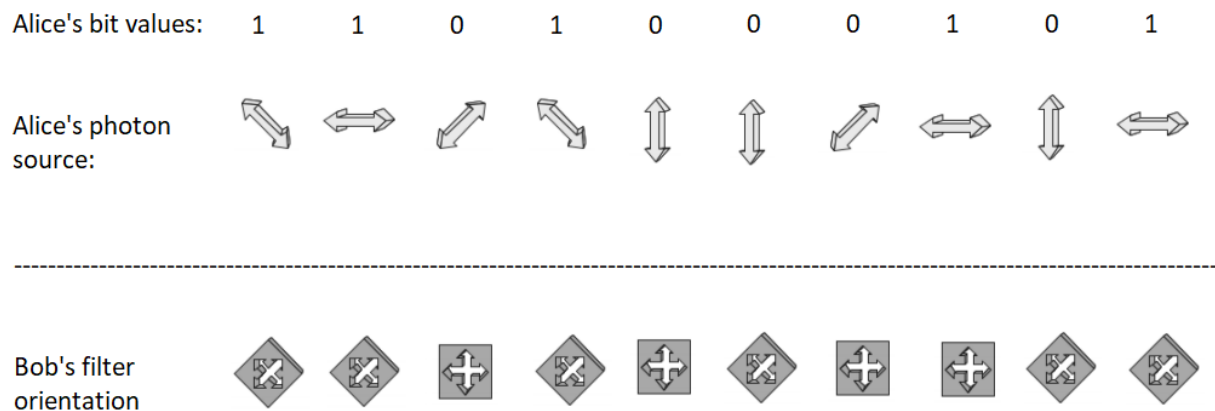 Alice's bit values: 1 1 0 1 0 0 0 1 0 1
Alice's photon
source:
Bob's filter
orientation